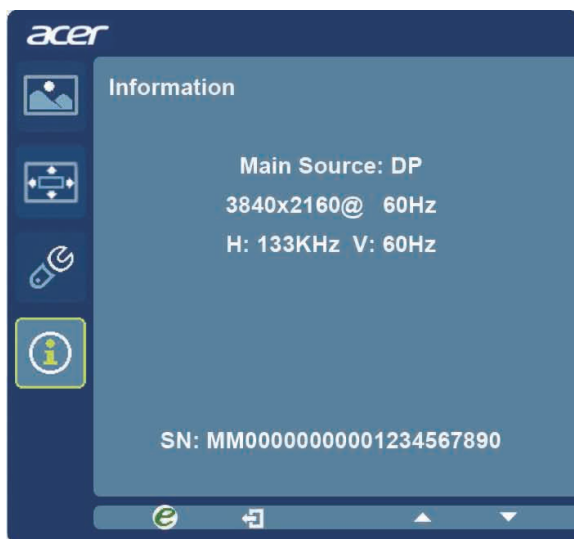 acer
Information
Main Source: DP
3840x2160@ 60Hz
H: 133KHz V: 60Hz
SN: MM00000000001234567890
e